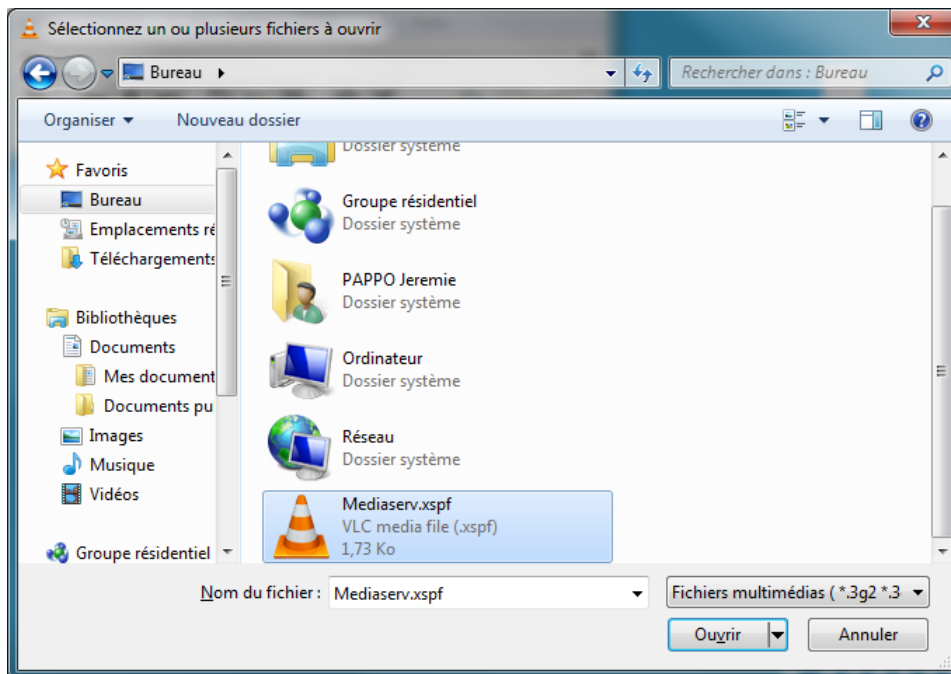 Sélectionnez un ou plusieurs fichiers à ouvrir
Bureau
Rechercher dans : Bureau
Organiser
Nouveau dossier
Favoris
Bureau
Emplacements ré
Téléchargements
Bibliothèques
Documents
Mes document
Documents pu
Images
Musique
Vidéos
Groupe résidentiel
Dossier système
Groupe résidentiel
Dossier système
PAPPO Jeremie
Dossier système
Ordinateur
Dossier système
Réseau
Dossier système
Mediaserv.xspf
VLC media file (.xspf)
1,73 Ko
Nom du fichier : Mediaserv.xspf
Fichiers multimédias ( *.3g2 *.3
Ouvrir
Annuler